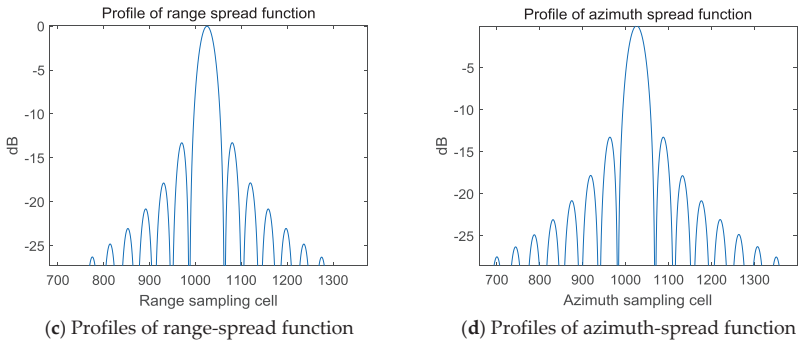 Profile of range spread function
0
-5
-10
-15
-20
-25
dB
700 800 900 1000 1100 1200 1300
Range sampling cell
(c) Profiles of range-spread function
Profile of azimuth spread function
-5
-10
-15
-20
-25
dB
700 800 900 1000 1100 1200 1300
Azimuth sampling cell
(d) Profiles of azimuth-spread function